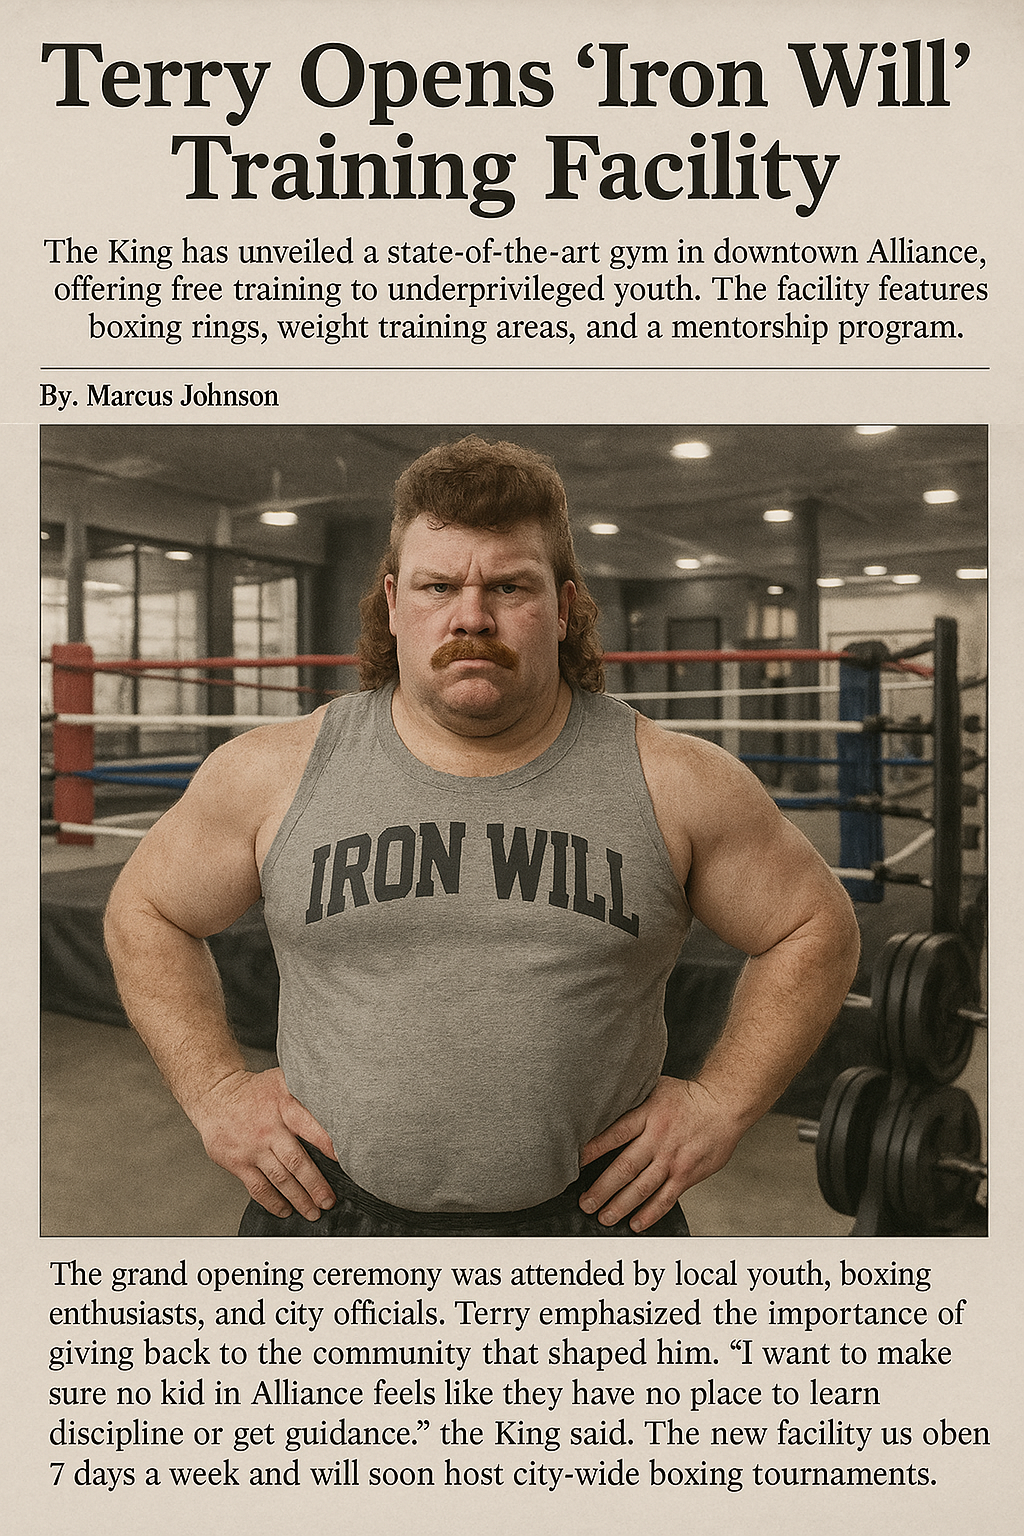 Terry Opens ‘Iron Will’
Training Facility
The King has unveiled a state-of-the-art gym in downtown Alliance,
offering free training to underprivileged youth. The facility features
boxing rings, weight training areas, and a mentorship program.
By. Marcus Johnson
IRON WILL
The grand opening ceremony was attended by local youth, boxing
enthusiasts, and city officials. Terry emphasized the importance of
giving back to the community that shaped him. “I want to make
sure no kid in Alliance feels like they have no place to learn
discipline or get guidance.” the King said. The new facility us oben
7 days a week and will soon host city-wide boxing tournaments.